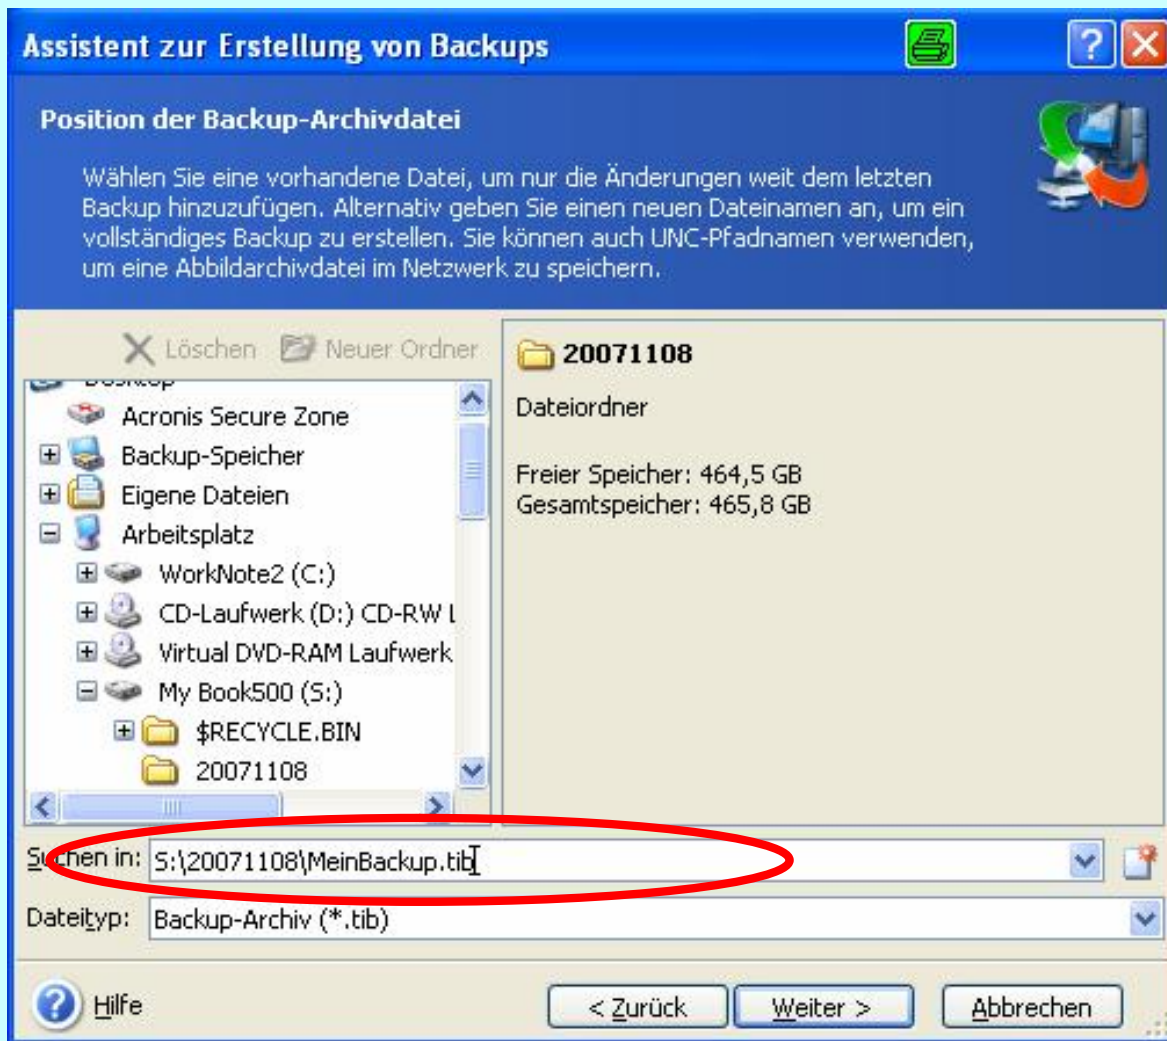 Assistent zur Erstellung von Backups
Position der Backup-Archivdatei
Wählen Sie eine vorhandene Datei, um nur die Änderungen weit dem letzten
Backup hinzuzufügen. Alternativ geben Sie einen neuen Dateinamen an, um ein
vollständiges Backup zu erstellen. Sie können auch UNC-Pfadnamen verwenden,
um eine Abbildarchivdatei im Netzwerk zu speichern.
Löschen Neuer Ordner
Desktop
Acronis Secure Zone
Backup-Speicher
Eigene Dateien
Arbeitsplatz
WorkNote2 (C:)
CD-Laufwerk (D:) CD-RW L
Virtual DVD-RAM Laufwerk
My Book500 (S:)
$RECYCLE.BIN
20071108
20071108
Dateiordner
Freier Speicher: 464,5 GB
Gesamtspeicher: 465,8 GB
Suchen in: S:\20071108\MeinBackup.tib
Dateityp: Backup-Archiv (*.tib)
Hilfe < Zurück Weiter > Abbrechen